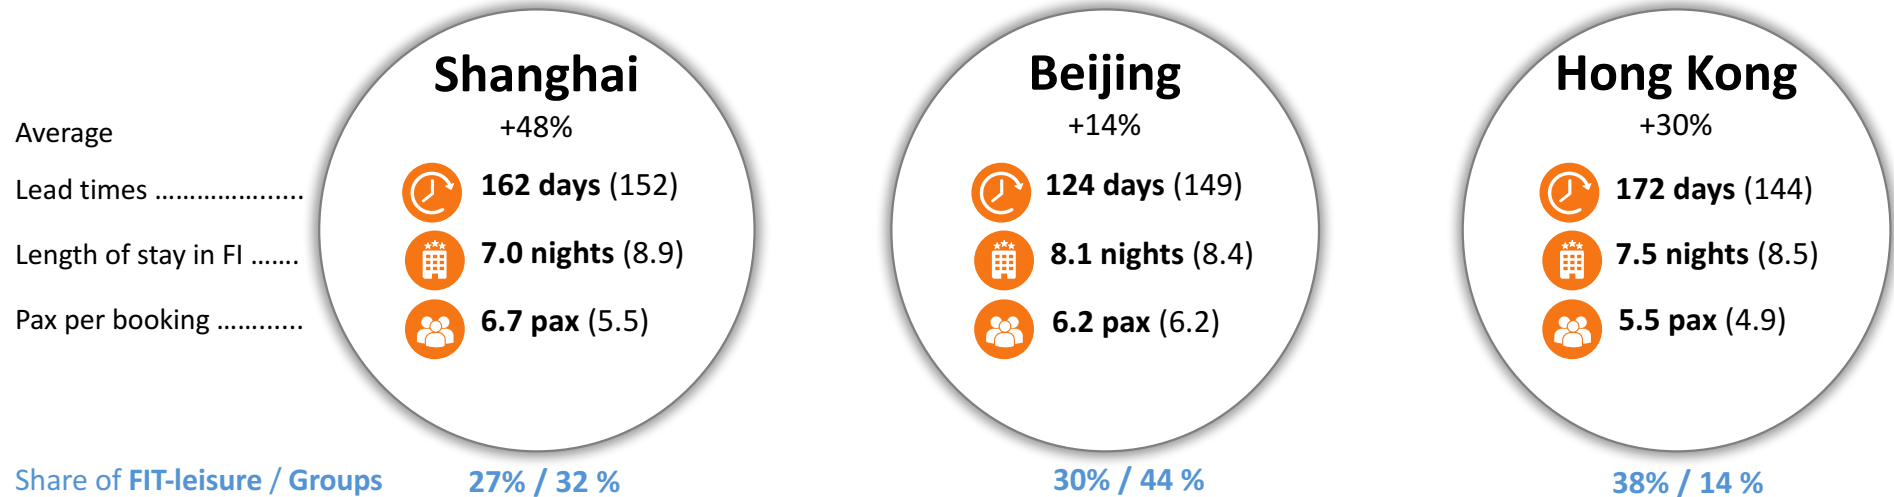 Shanghai Beijing Hong Kong
Average +48% +14% +30%
Lead times ...................... 162 days (152) 124 days (149) 172 days (144)
Length of stay in FI ....... 7.0 nights (8.9) 8.1 nights (8.4) 7.5 nights (8.5)
Pax per booking ............ 6.7 pax (5.5) 6.2 pax (6.2) 5.5 pax (4.9)
Share of FIT-leisure / Groups 27% / 32 % 30% / 44 % 38% / 14 %